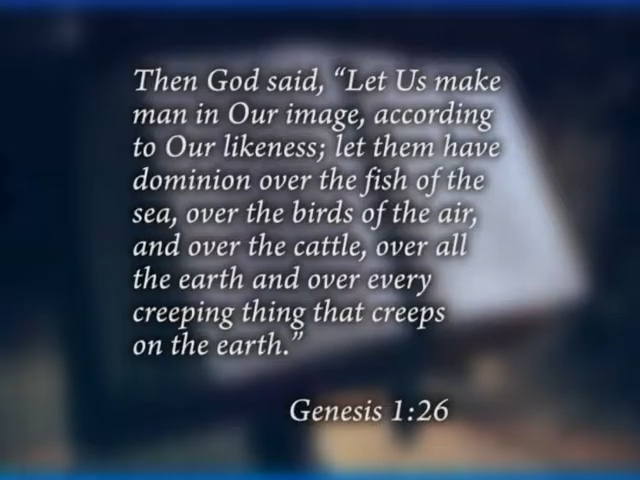 Then God said, “Let Us make
man in Our image, according
to Our likeness; let them have
dominion over the fish of the
sea, over the birds of the air,
and over the cattle, over all
the earth and over every
creeping thing that creeps
on the earth.”
Genesis 1:26